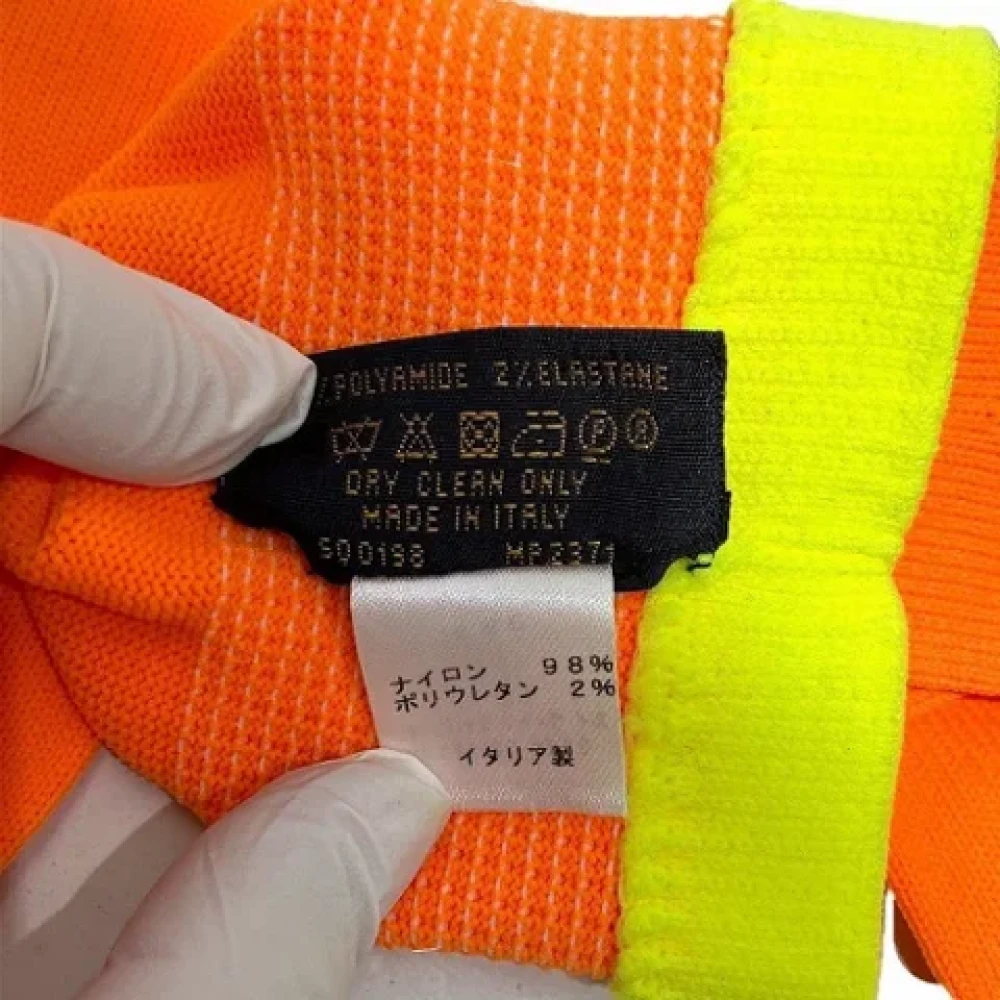 %POLYAMIDE 2%ELASTANE
P A
DRY CLEAN ONLY
MADE IN ITALY
SQ0198
ナイロン 98%
ポリウレタン 2%
イタリア製